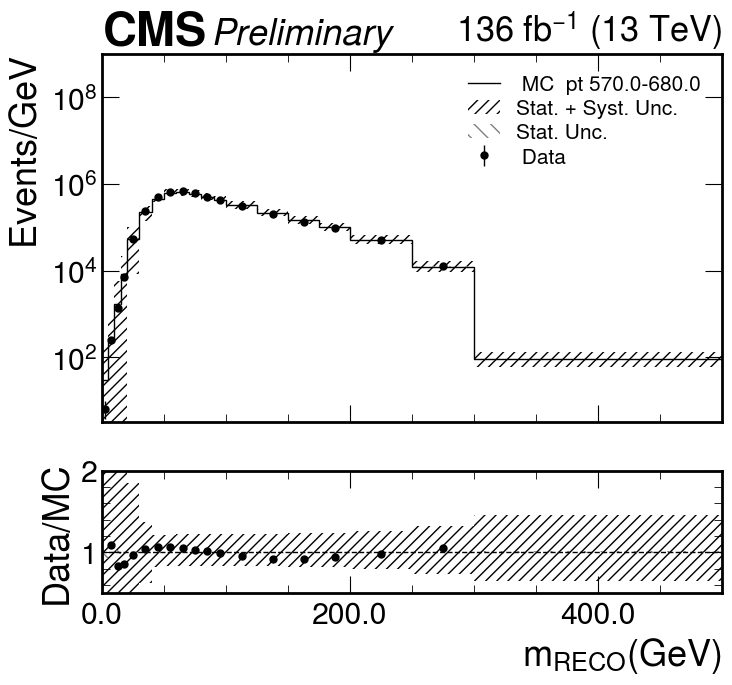 CMS Preliminary 136 fb⁻¹ (13 TeV)
Events/GeV
10⁸
10⁶
10⁴
10²
MC pt 570.0-680.0
Stat. + Syst. Unc.
Stat. Unc.
Data
Data/MC
2
1
0.0 200.0 400.0
m_RECO(GeV)